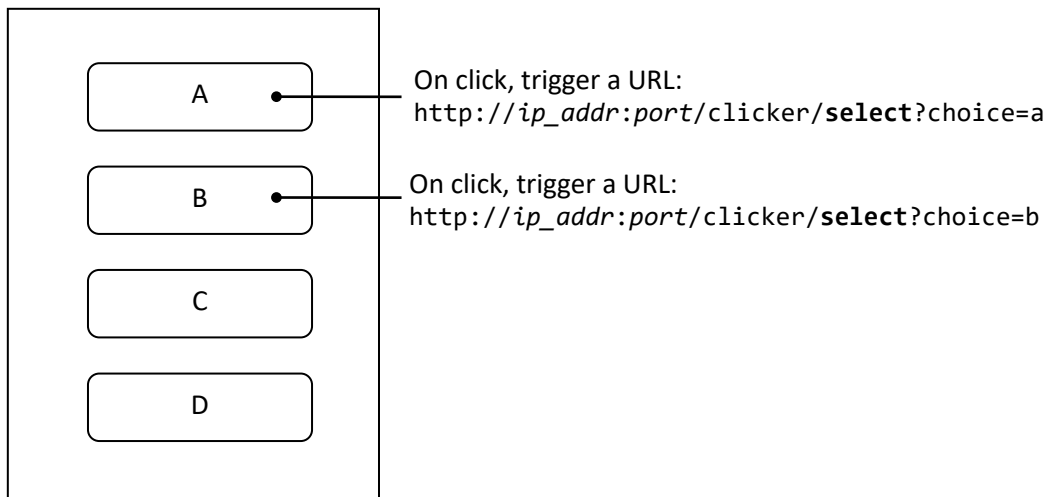 A
On click, trigger a URL:
http://ip_addr:port/clicker/select?choice=a
B
On click, trigger a URL:
http://ip_addr:port/clicker/select?choice=b
C
D